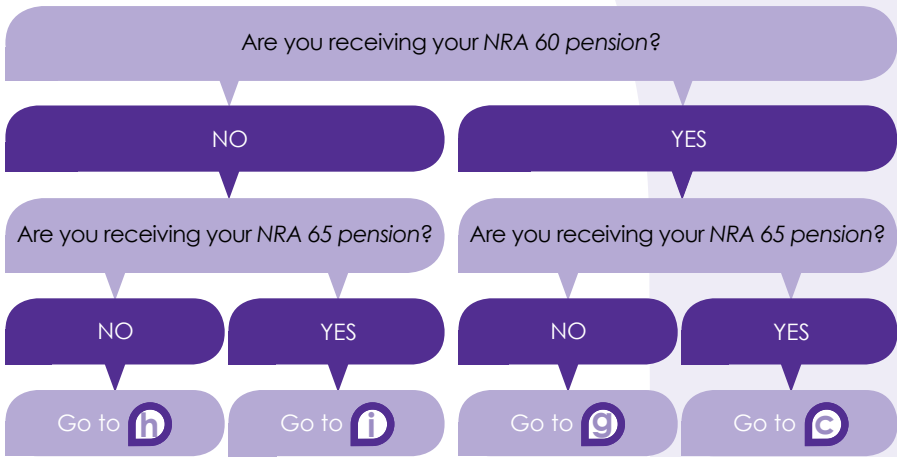 Are you receiving your NRA 60 pension?
NO YES
Are you receiving your NRA 65 pension? Are you receiving your NRA 65 pension?
NO YES NO YES
Go to h Go to i Go to g Go to c